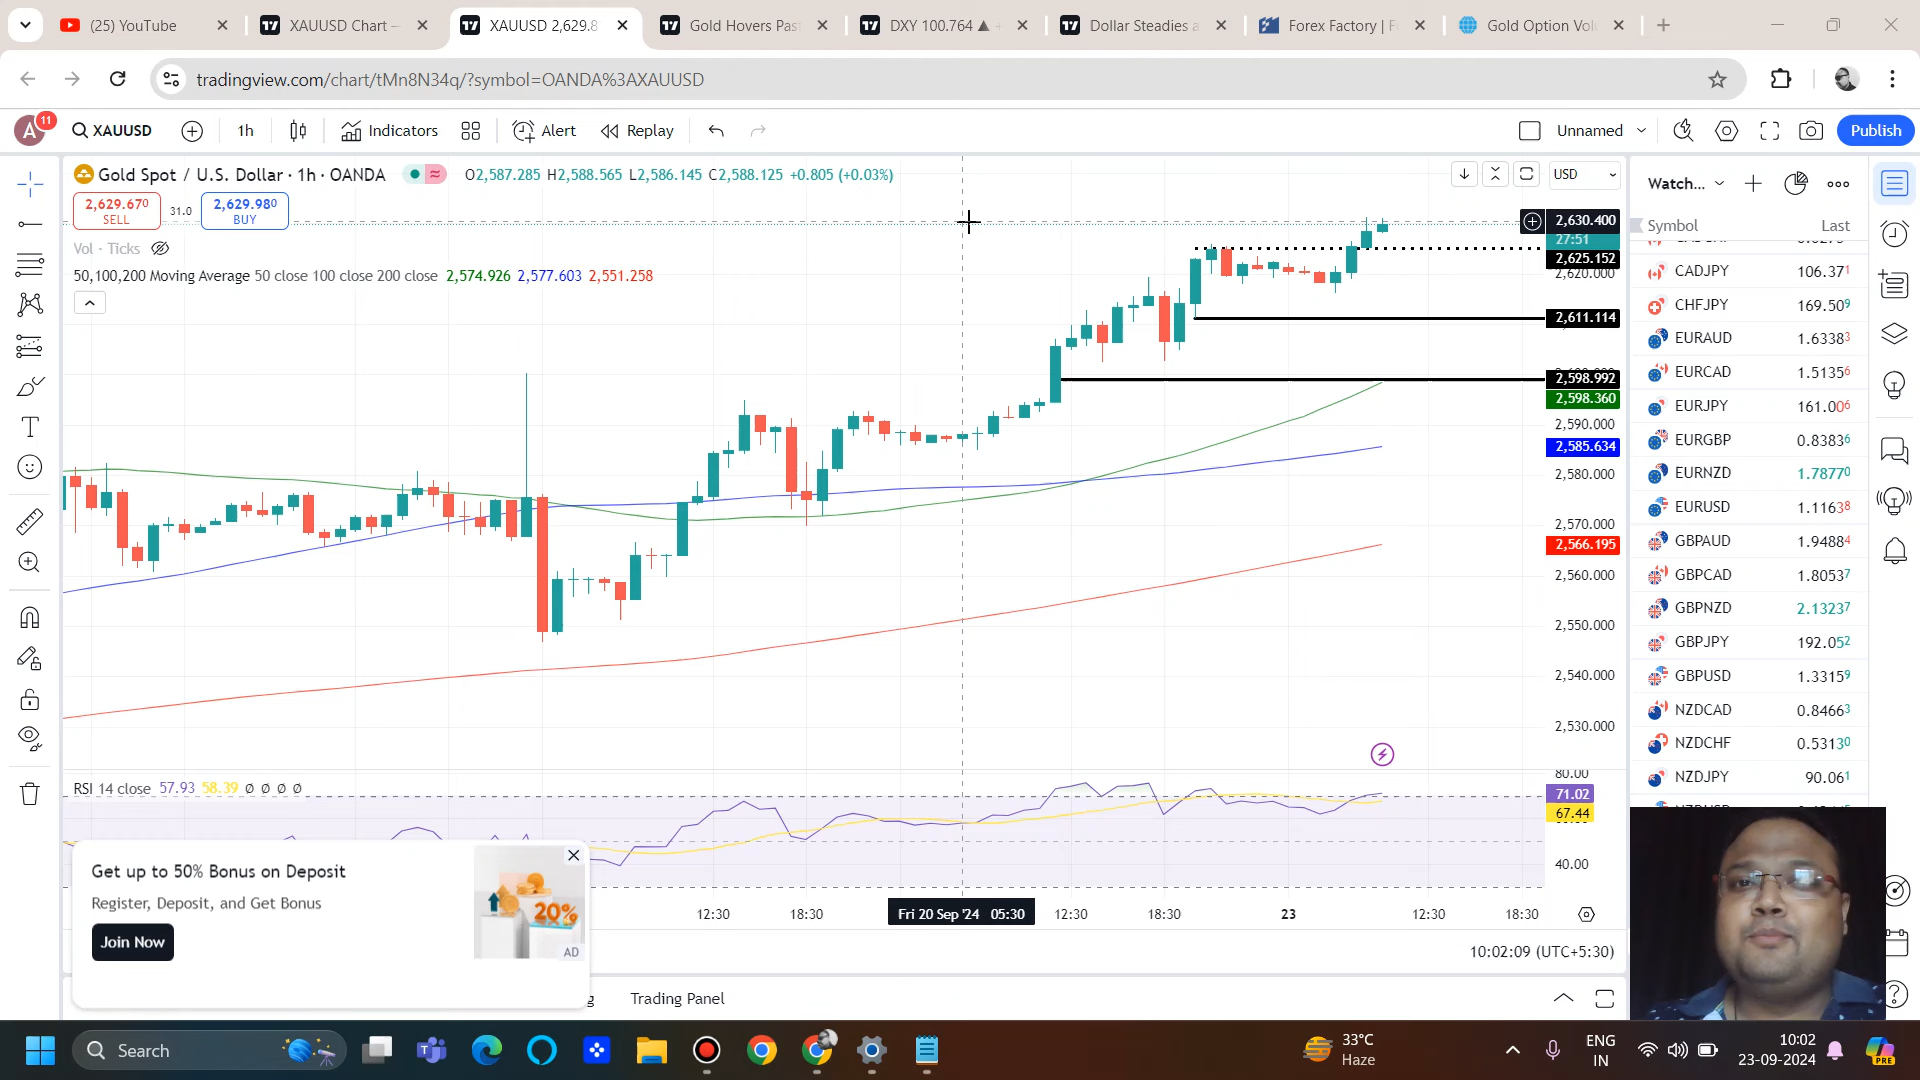 (25) YouTube
XAUUSD Chart –
XAUUSD 2,629.8
Gold Hovers Past
DXY 100.764 ▲ +
Dollar Steadies a
Forex Factory | F
Gold Option Vol
tradingview.com/chart/tMn8N34q/?symbol=OANDA%3AXAUUSD
A
11
XAUUSD
1h
Indicators
Alert
Replay
Unnamed
Publish
Gold Spot / U.S. Dollar · 1h · OANDA
O2,587.285 H2,588.565 L2,586.145 C2,588.125 +0.805 (+0.03%)
USD
2,629.670
SELL
31.0
2,629.980
BUY
Vol · Ticks
50,100,200 Moving Average 50 close 100 close 200 close 2,574.926 2,577.603 2,551.258
2,630.400
27:51
2,625.152
2,620.000
2,611.114
2,598.992
2,598.360
2,590.000
2,585.634
2,580.000
2,570.000
2,566.195
2,560.000
2,550.000
2,540.000
2,530.000
RSI 14 close 57.93 58.39 Ø Ø Ø Ø
80.00
71.02
67.44
40.00
12:30
18:30
Fri 20 Sep '24 05:30
12:30
18:30
23
12:30
18:30
10:02:09 (UTC+5:30)
Get up to 50% Bonus on Deposit
Register, Deposit, and Get Bonus
Join Now
20%
AD
Trading Panel
Watch...
Symbol Last
CADJPY 106.371
CHFJPY 169.509
EURAUD 1.63383
EURCAD 1.51356
EURJPY 161.006
EURGBP 0.83836
EURNZD 1.78770
EURUSD 1.11638
GBPAUD 1.94884
GBPCAD 1.80537
GBPNZD 2.13237
GBPJPY 192.052
GBPUSD 1.33159
NZDCAD 0.84663
NZDCHF 0.53130
NZDJPY 90.061
Search
33°C
Haze
ENG
IN
10:02
23-09-2024
PRE